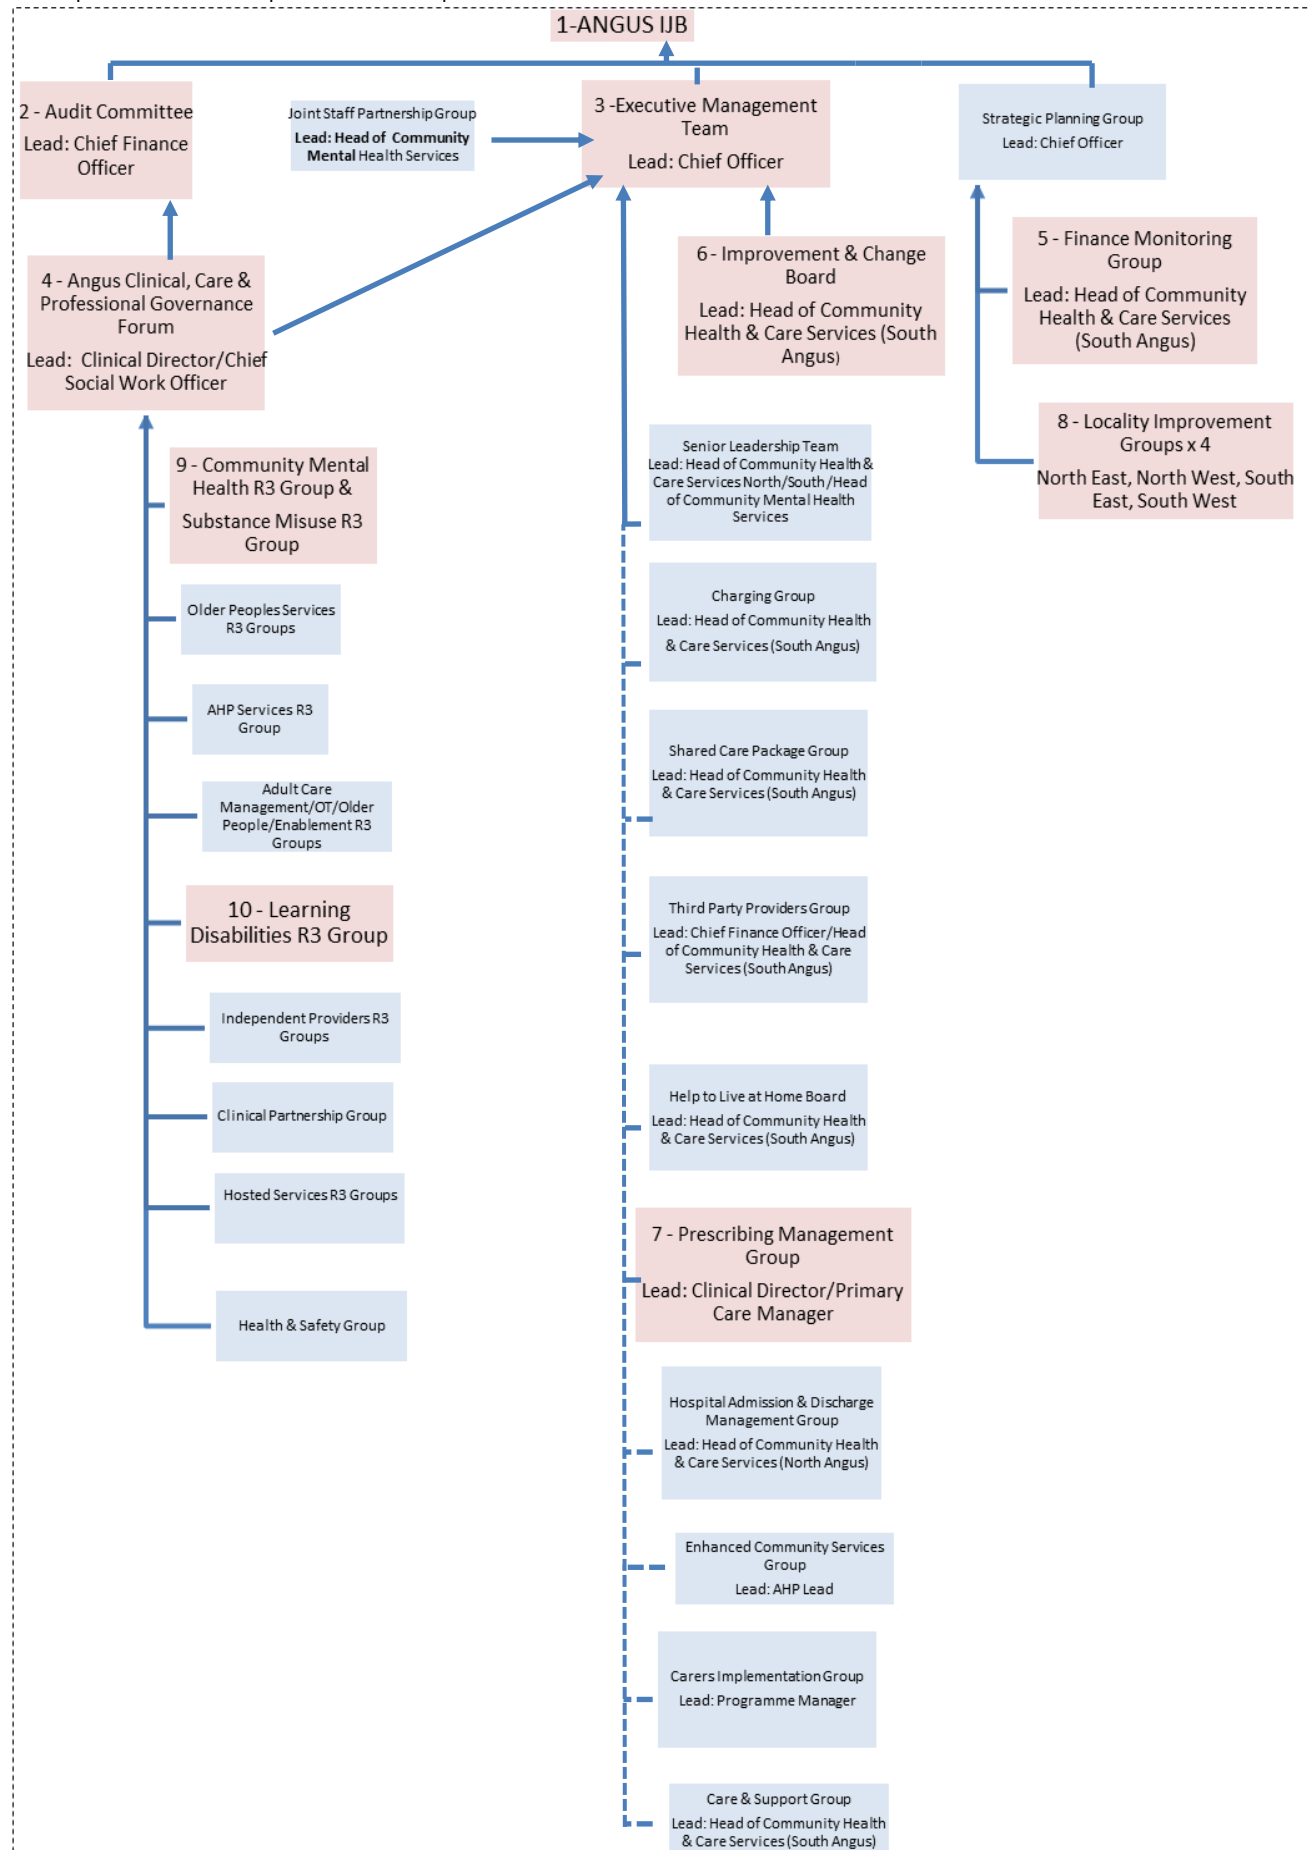 1-ANGUS IJB
2 - Audit Committee
Lead: Chief Finance
Officer
Joint Staff Partnership Group
Lead: Head of Community
Mental Health Services
3 -Executive Management
Team
Lead: Chief Officer
Strategic Planning Group
Lead: Chief Officer
4 - Angus Clinical, Care &
Professional Governance
Forum
Lead: Clinical Director/Chief
Social Work Officer
6 - Improvement & Change
Board
Lead: Head of Community
Health & Care Services (South
Angus)
5 - Finance Monitoring
Group
Lead: Head of Community
Health & Care Services
(South Angus)
8 - Locality Improvement
Groups x 4
North East, North West, South
East, South West
9 - Community Mental
Health R3 Group &
Substance Misuse R3
Group
Older Peoples Services
R3 Groups
AHP Services R3
Group
Adult Care
Management/OT/Older
People/Enablement R3
Groups
10 - Learning
Disabilities R3 Group
Independent Providers R3
Groups
Clinical Partnership Group
Hosted Services R3 Groups
Health & Safety Group
Senior Leadership Team
Lead: Head of Community Health &
Care Services North/South /Head
of Community Mental Health
Services
Charging Group
Lead: Head of Community Health
& Care Services (South Angus)
Shared Care Package Group
Lead: Head of Community Health
& Care Services (South Angus)
Third Party Providers Group
Lead: Chief Finance Officer/Head
of Community Health & Care
Services (South Angus)
Help to Live at Home Board
Lead: Head of Community Health
& Care Services (South Angus)
7 - Prescribing Management
Group
Lead: Clinical Director/Primary
Care Manager
Hospital Admission & Discharge
Management Group
Lead: Head of Community Health
& Care Services (North Angus)
Enhanced Community Services
Group
Lead: AHP Lead
Carers Implementation Group
Lead: Programme Manager
Care & Support Group
Lead: Head of Community Health
& Care Services (South Angus)